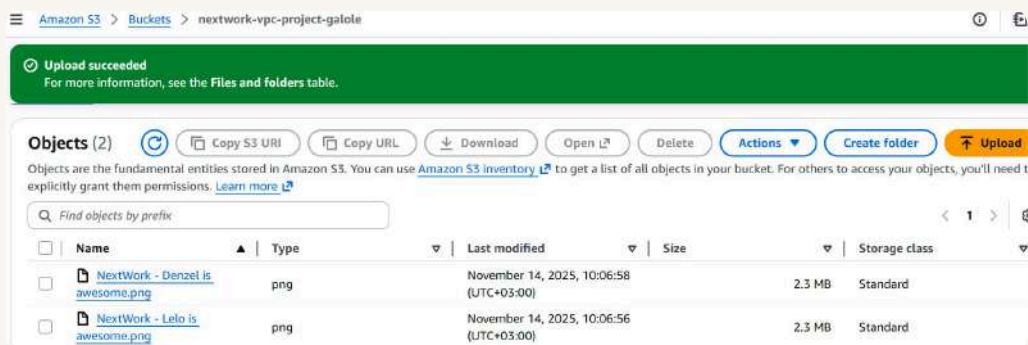 Amazon S3 > Buckets > nextwork-vpc-project-galole
Upload succeeded
For more information, see the Files and folders table.
Objects (2) Copy S3 URI Copy URL Download Open Delete Actions Create folder Upload
Objects are the fundamental entities stored in Amazon S3. You can use Amazon S3 inventory to get a list of all objects in your bucket. For others to access your objects, you'll need t
explicitly grant them permissions. Learn more
Find objects by prefix
1
Name Type Last modified Size Storage class
NextWork - Denzel is
awesome.png
png
November 14, 2025, 10:06:58
(UTC+03:00)
2.3 MB
Standard
NextWork - Lelo is
awesome.png
png
November 14, 2025, 10:06:56
(UTC+03:00)
2.3 MB
Standard